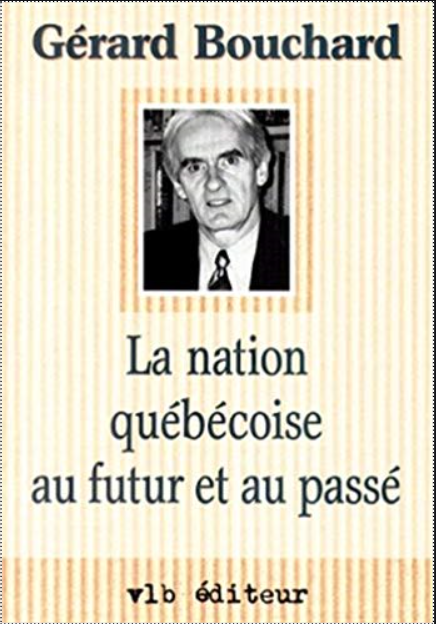 Gérard Bouchard
La nation
québécoise
au futur et au passé
vlb éditeur